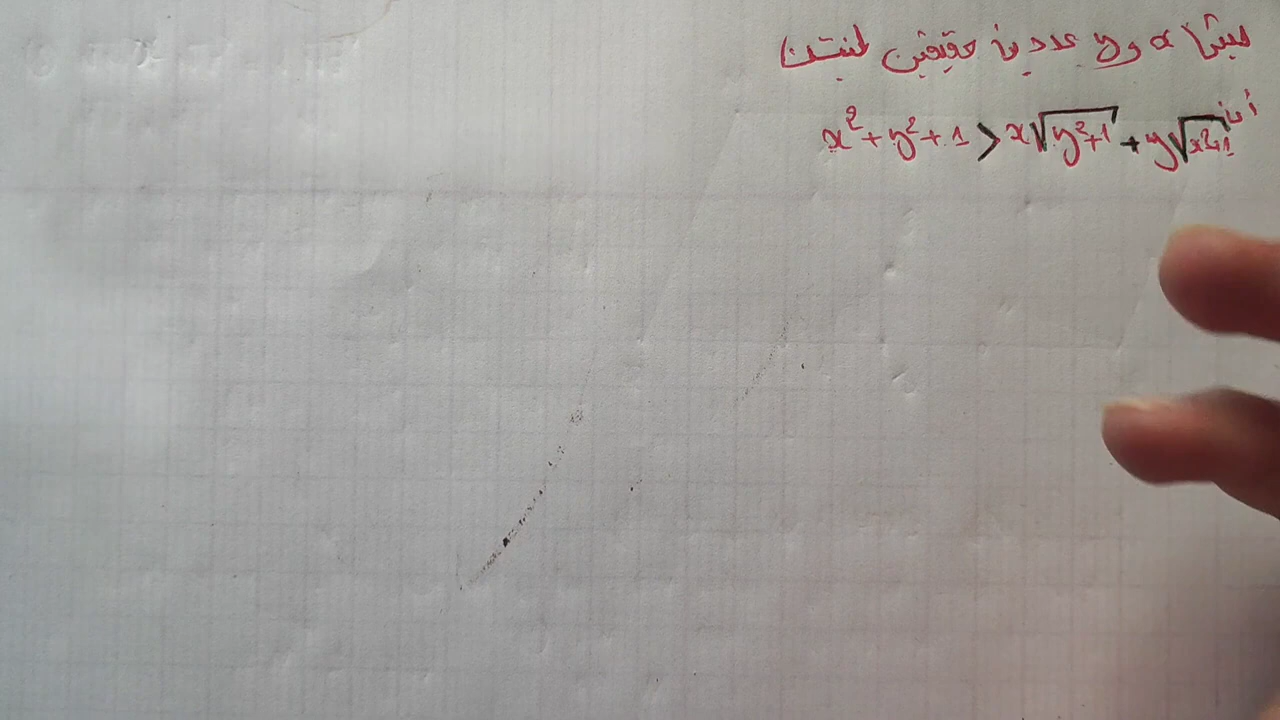 ليكن x و y عددين حقيقيين لنبين
أن
x² + y² + 1 > x√(y²+1) + y√(x²+1)